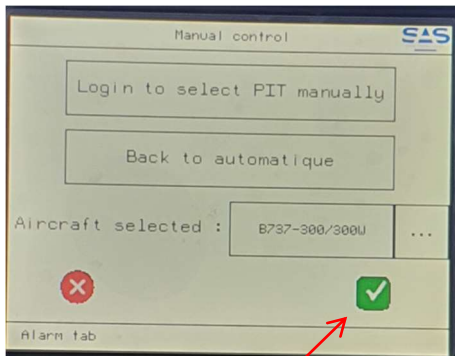 Manual control
SAS
Login to select PIT manually
Back to automatique
Aircraft selected : B737-300/300W ...
Alarm tab